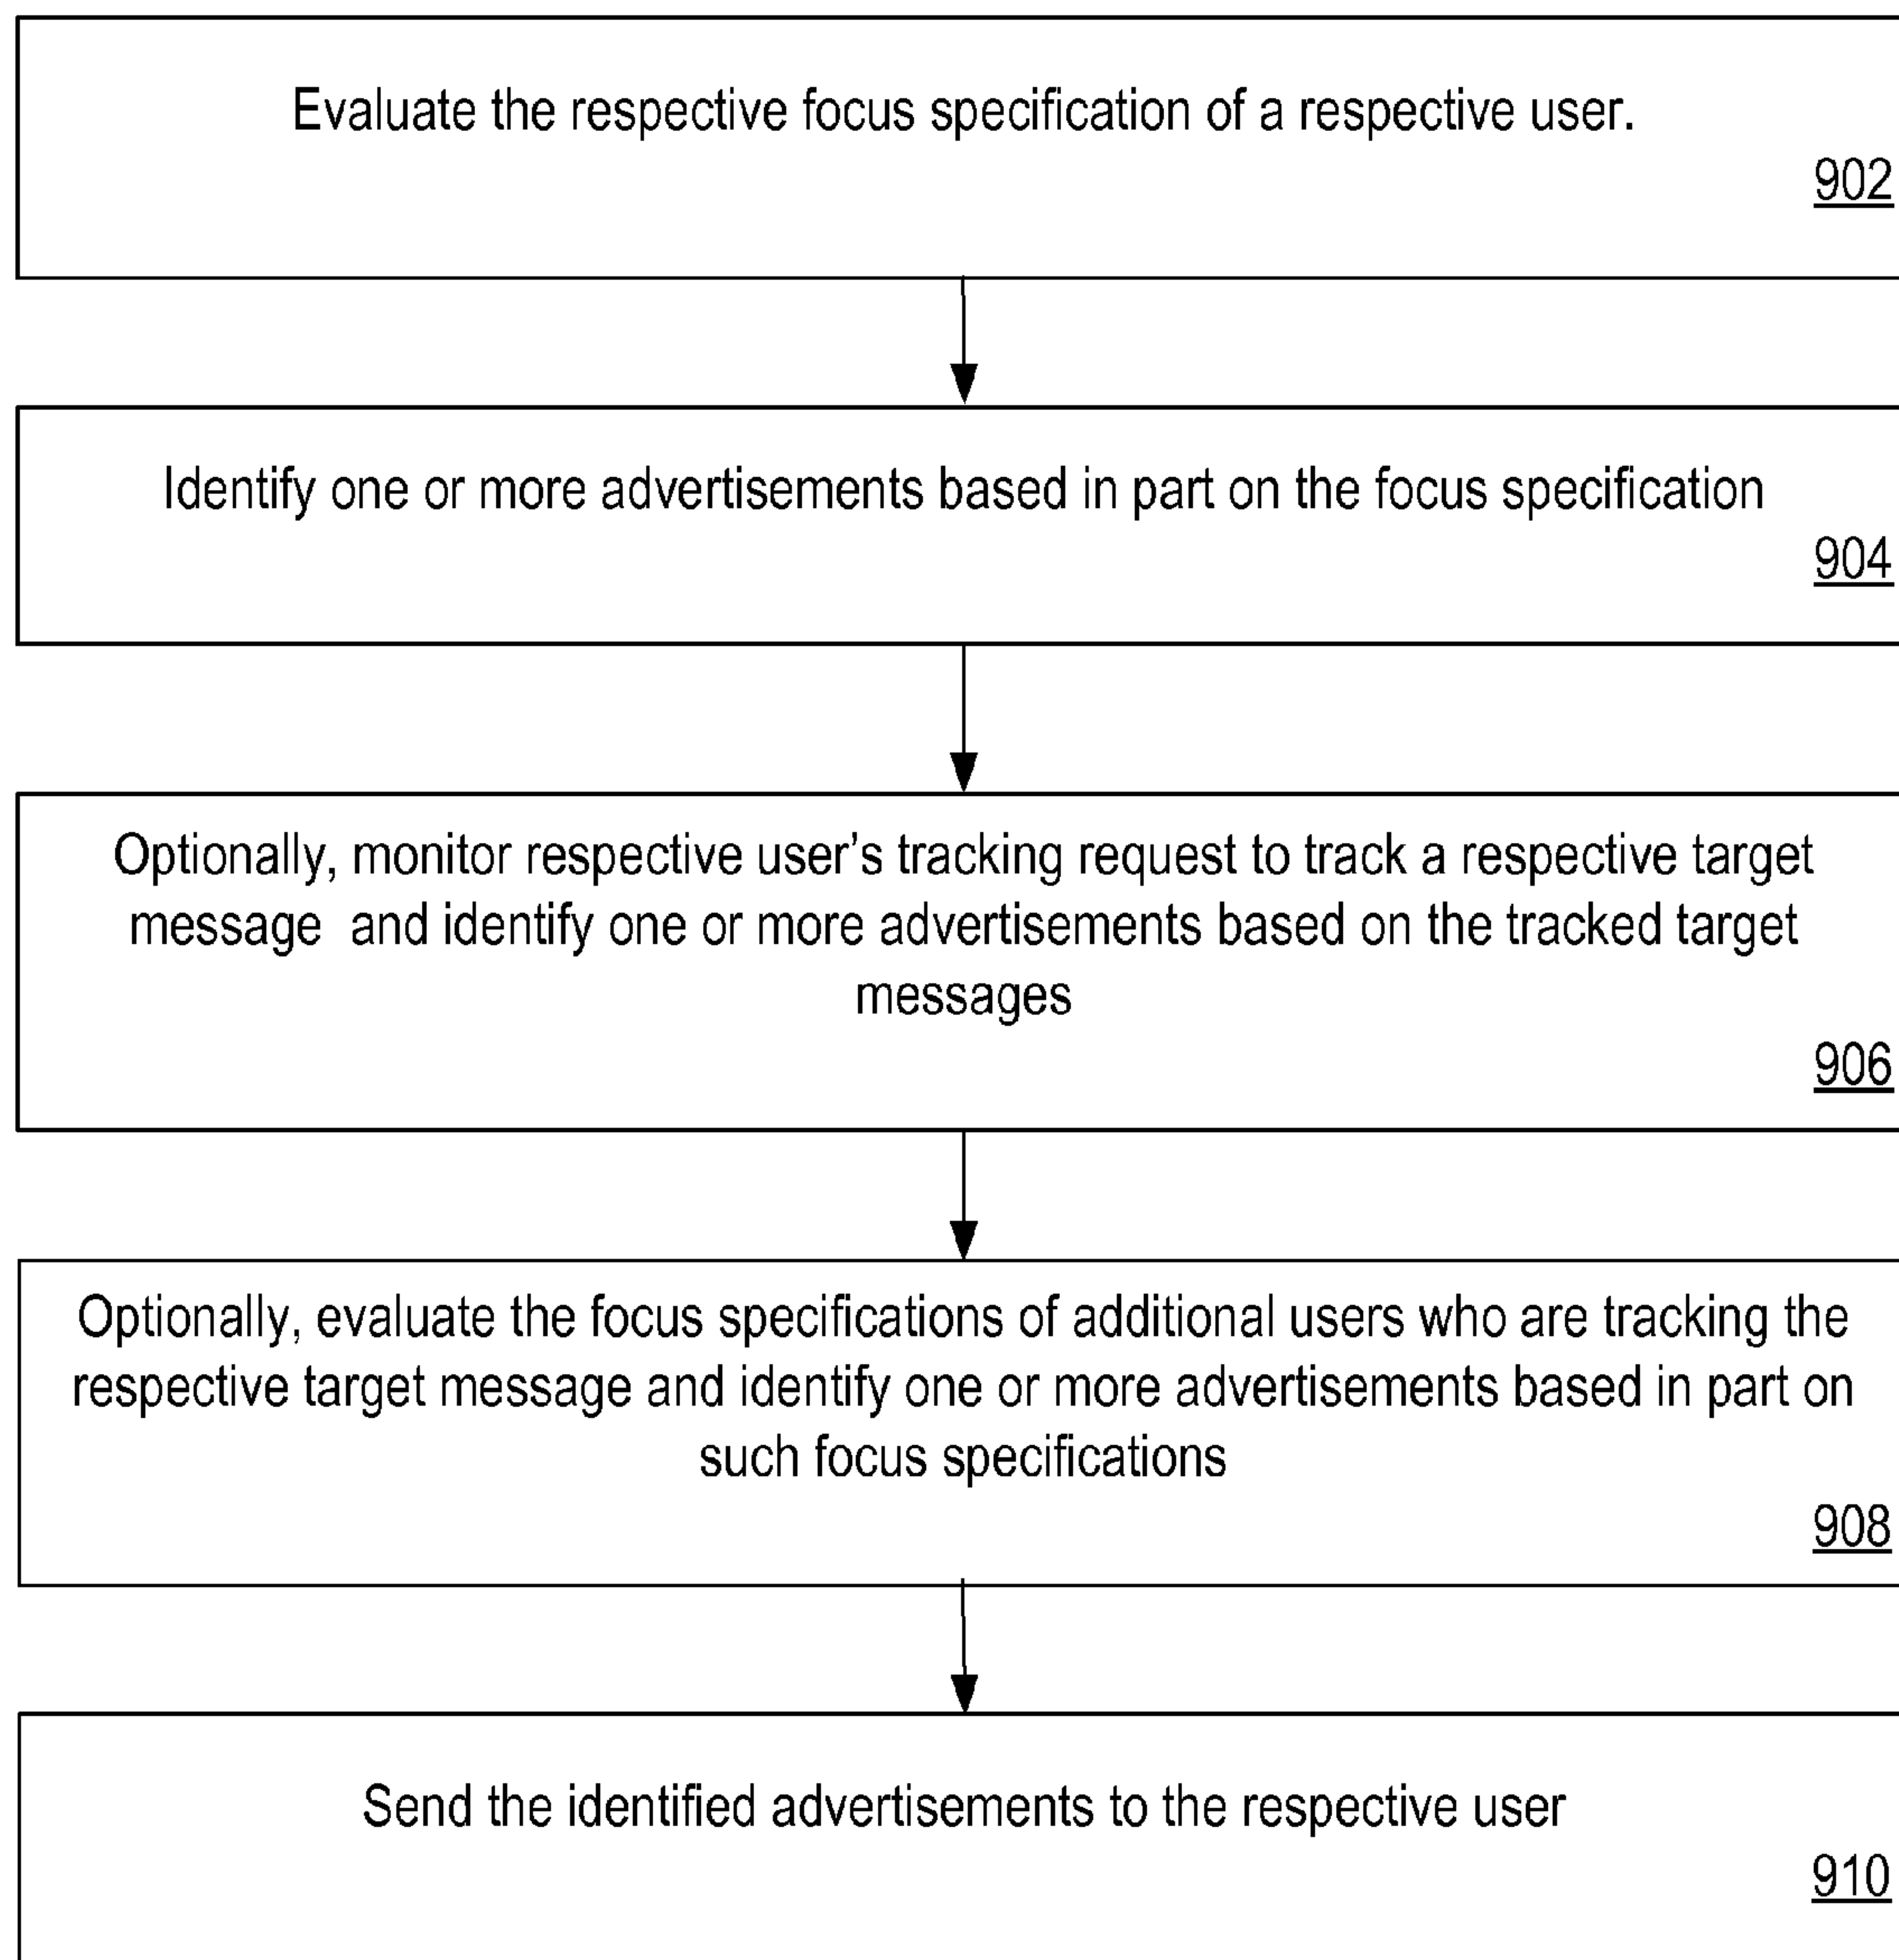 Evaluate the respective focus specification of a respective user.
902
Identify one or more advertisements based in part on the focus specification
904
Optionally, monitor respective user’s tracking request to track a respective target
message and identify one or more advertisements based on the tracked target
messages
906
Optionally, evaluate the focus specifications of additional users who are tracking the
respective target message and identify one or more advertisements based in part on
such focus specifications
908
Send the identified advertisements to the respective user
910